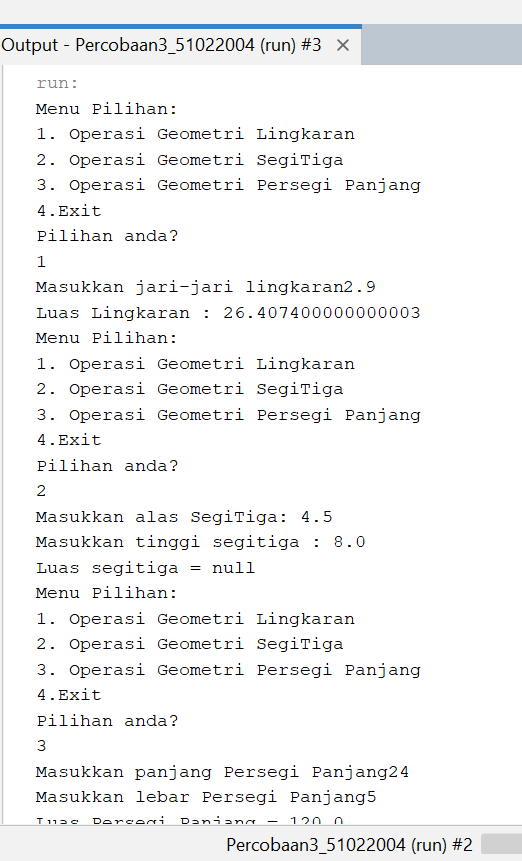 Output - Percobaan3_51022004 (run) #3 ×
run:
Menu Pilihan:
1. Operasi Geometri Lingkaran
2. Operasi Geometri SegiTiga
3. Operasi Geometri Persegi Panjang
4.Exit
Pilihan anda?
1
Masukkan jari-jari lingkaran2.9
Luas Lingkaran : 26.407400000000003
Menu Pilihan:
1. Operasi Geometri Lingkaran
2. Operasi Geometri SegiTiga
3. Operasi Geometri Persegi Panjang
4.Exit
Pilihan anda?
2
Masukkan alas SegiTiga: 4.5
Masukkan tinggi segitiga : 8.0
Luas segitiga = null
Menu Pilihan:
1. Operasi Geometri Lingkaran
2. Operasi Geometri SegiTiga
3. Operasi Geometri Persegi Panjang
4.Exit
Pilihan anda?
3
Masukkan panjang Persegi Panjang24
Masukkan lebar Persegi Panjang5
Luas Persegi Panjang = 120.0
Percobaan3_51022004 (run) #2